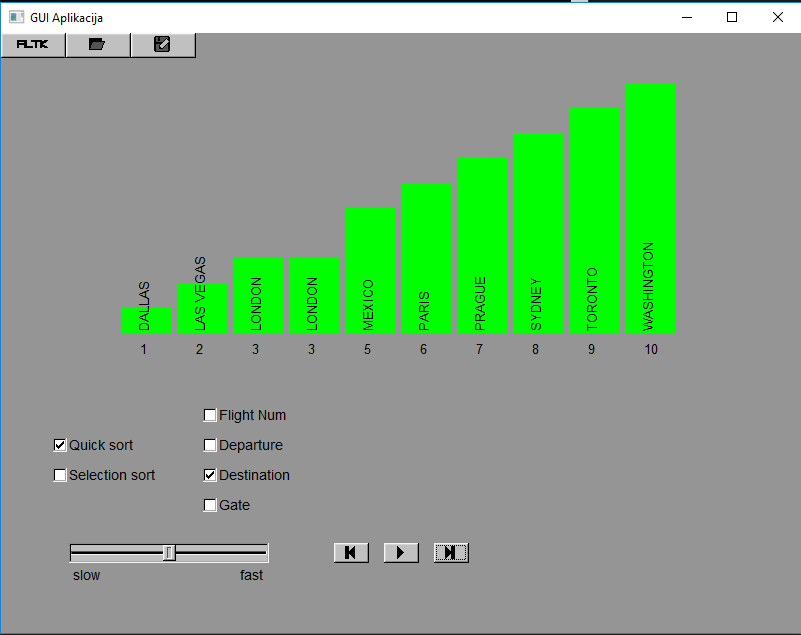 GUI Aplikacija
FLTK
DALLAS
LAS VEGAS
LONDON
LONDON
MEXICO
PARIS
PRAGUE
SYDNEY
TORONTO
WASHINGTON
1 2 3 3 5 6 7 8 9 10
Flight Num
Quick sort Departure
Selection sort Destination
Gate
slow fast